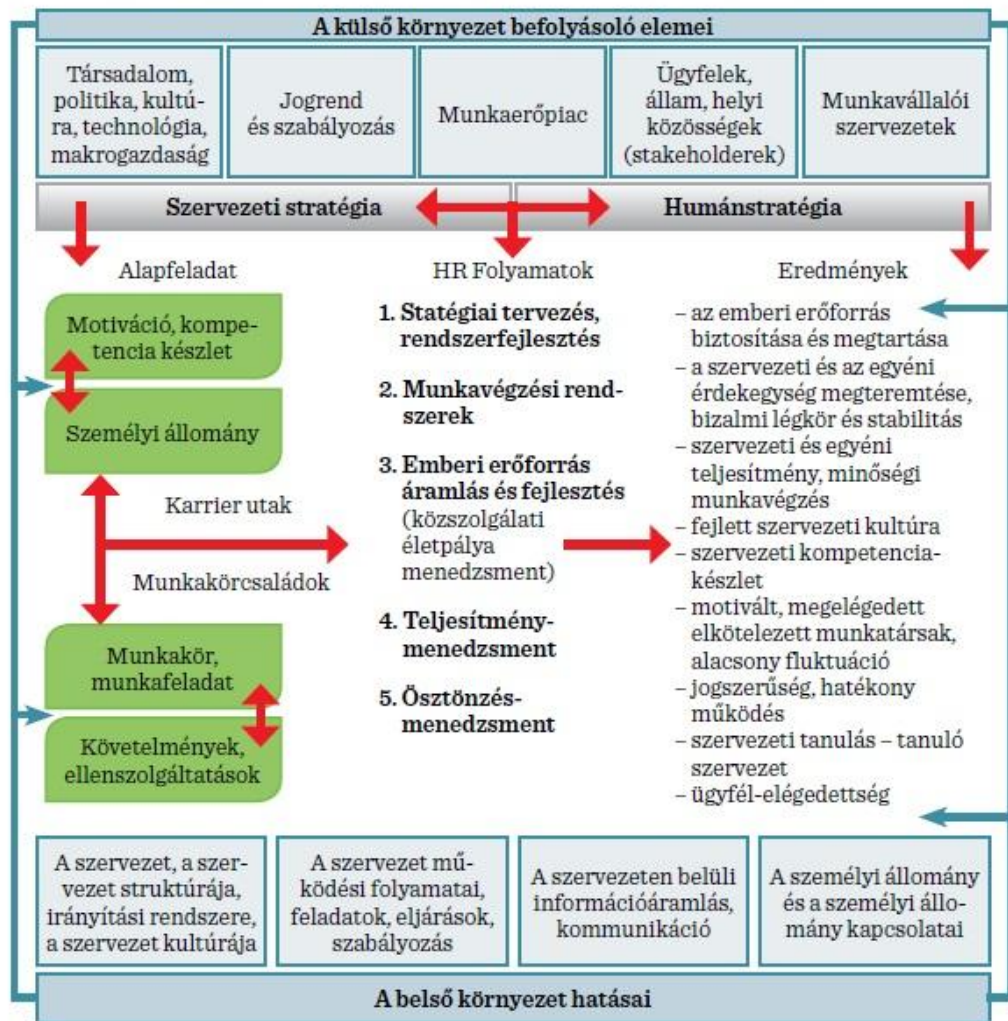 A külső környezet befolyásoló elemei
Társadalom,
politika, kultú-
ra, technológia,
makrogazdaság
Jogrend
és szabályozás
Munkaerőpiac
Ügyfelek,
állam, helyi
közösségek
(stakeholderek)
Munkavállalói
szervezetek
Szervezeti stratégia
Humánstratégia
Alapfeladat
Motiváció, kompe-
tencia készlet
Személyi állomány
Karrier utak
Munkakörcsaládok
Munkakör,
munkafeladat
Követelmények,
ellenszolgáltatások
HR Folyamatok
1. Statégiai tervezés,
rendszerfejlesztés
2. Munkavégzési rend-
szerek
3. Emberi erőforrás
áramlás és fejlesztés
(közszolgálati
életpálya
menedzsment)
4. Teljesítmény-
menedzsment
5. Ösztönzés-
menedzsment
Eredmények
– az emberi erőforrás
biztosítása és megtartása
– a szervezeti és az egyéni
érdekegység megteremtése,
bizalmi légkör és stabilitás
– szervezeti és egyéni
teljesítmény, minőségi
munkavégzés
– fejlett szervezeti kultúra
– szervezeti kompetencia-
készlet
– motivált, megelégedett
elkötelezett munkatársak,
alacsony fluktuáció
– jogszerűség, hatékony
működés
– szervezeti tanulás – tanuló
szervezet
– ügyfél-elégedettség
A szervezet, a szer-
vezet struktúrája,
irányítási rendszere,
a szervezet kultúrája
A szervezet mű-
ködési folyamatai,
feladatok, eljárások,
szabályozás
A szervezeten belüli
információáramlás,
kommunikáció
A személyi állomány
és a személyi állo-
mány kapcsolatai
A belső környezet hatásai